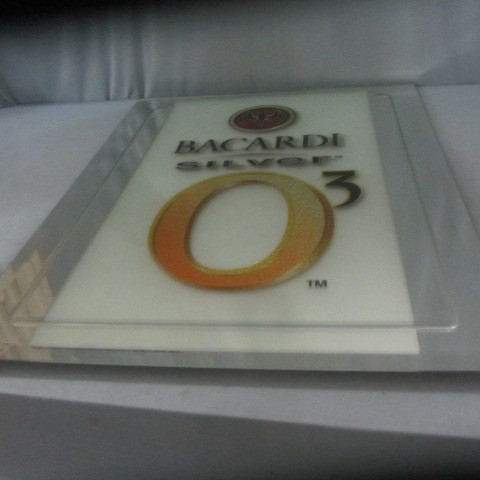 BACARDI
SILVER
O³
™